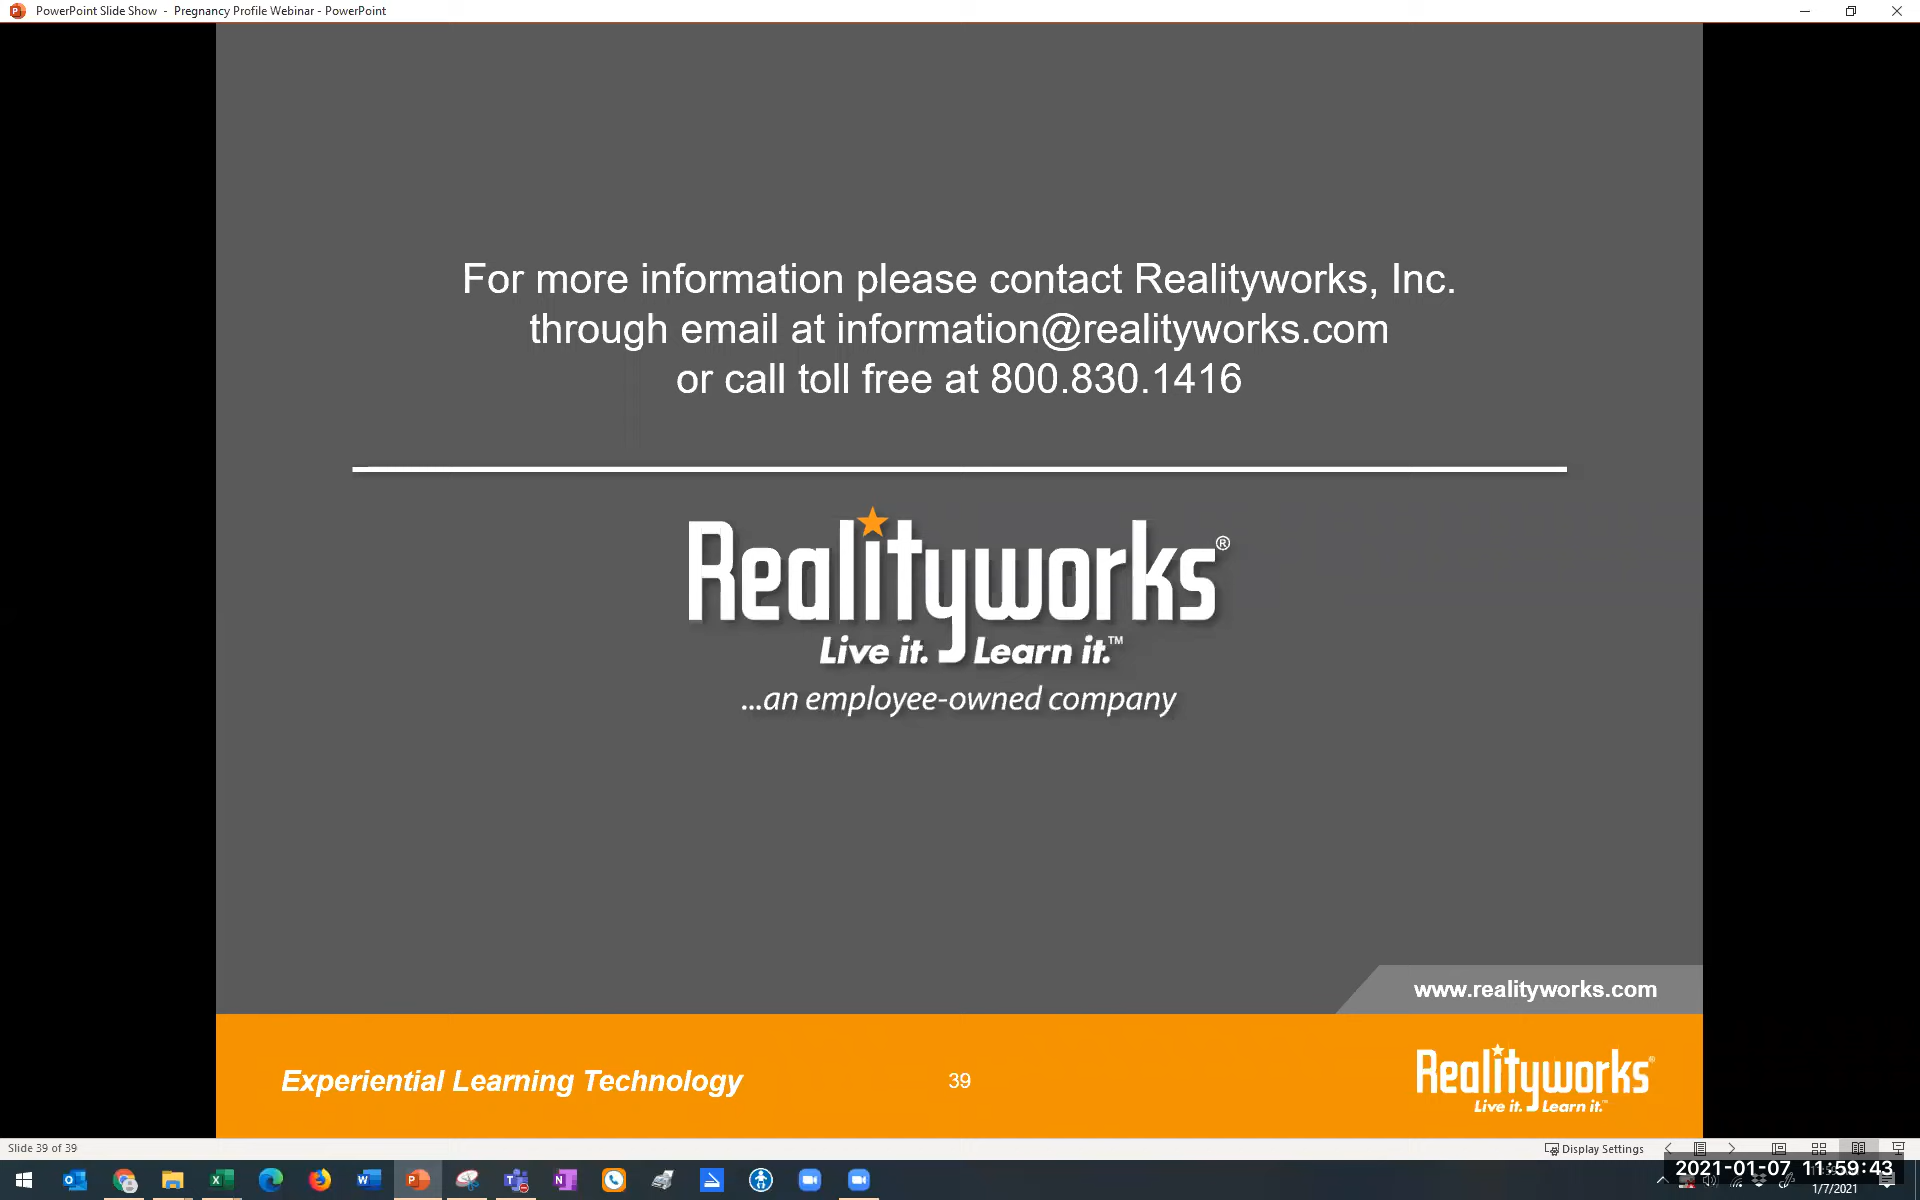 PowerPoint Slide Show - Pregnancy Profile Webinar - PowerPoint
For more information please contact Realityworks, Inc.
through email at information@realityworks.com
or call toll free at 800.830.1416
Realityworks®
Live it. Learn it.™
...an employee-owned company
www.realityworks.com
Experiential Learning Technology
39
Realityworks®
Live it. Learn it.™
Slide 39 of 39
Display Settings
2021-01-07 11:59:43
1/7/2021